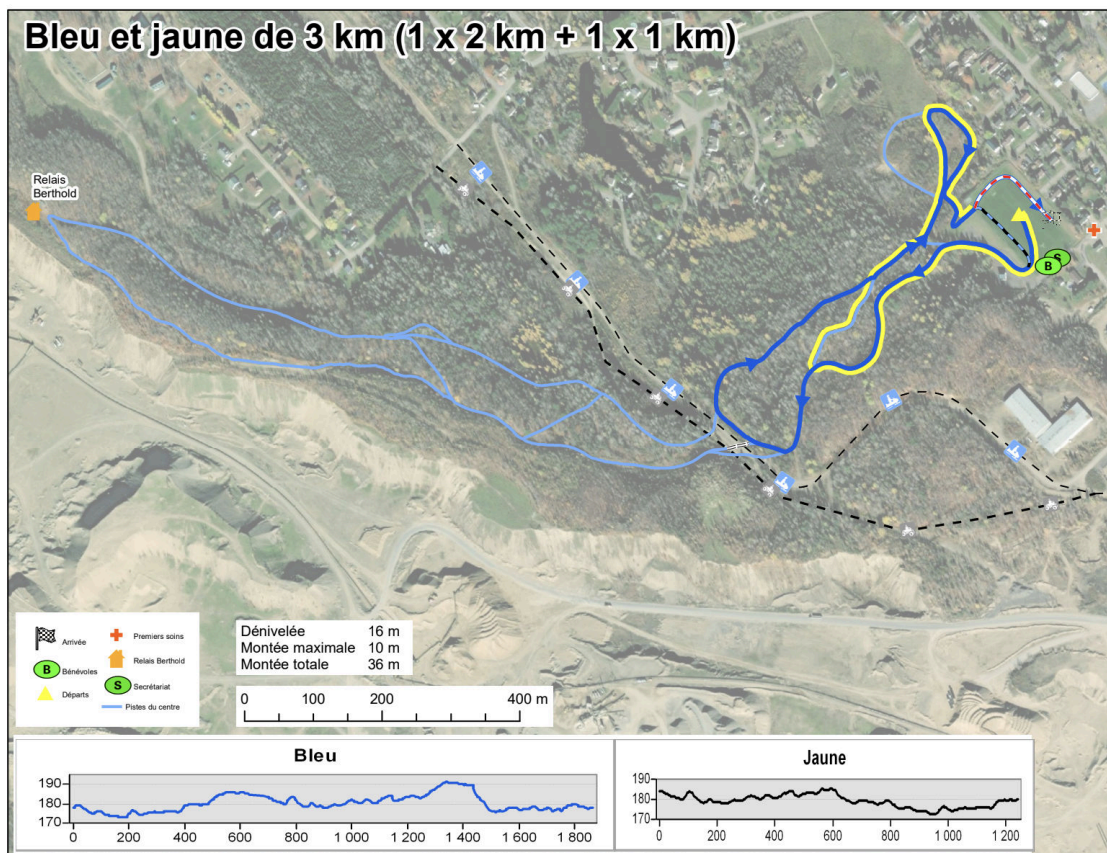 Bleu et jaune de 3 km (1 x 2 km + 1 x 1 km)
Relais
Berthold
S
B
Arrivée
Premiers soins
B
Bénévoles
Relais Berthold
Départs
S
Secrétariat
Pistes du centre
Dénivelée 16 m
Montée maximale 10 m
Montée totale 36 m
0 100 200 400 m
Bleu
190
180
170
0 200 400 600 800 1 000 1 200 1 400 1 600 1 800
Jaune
190
180
170
0 200 400 600 800 1 000 1 200